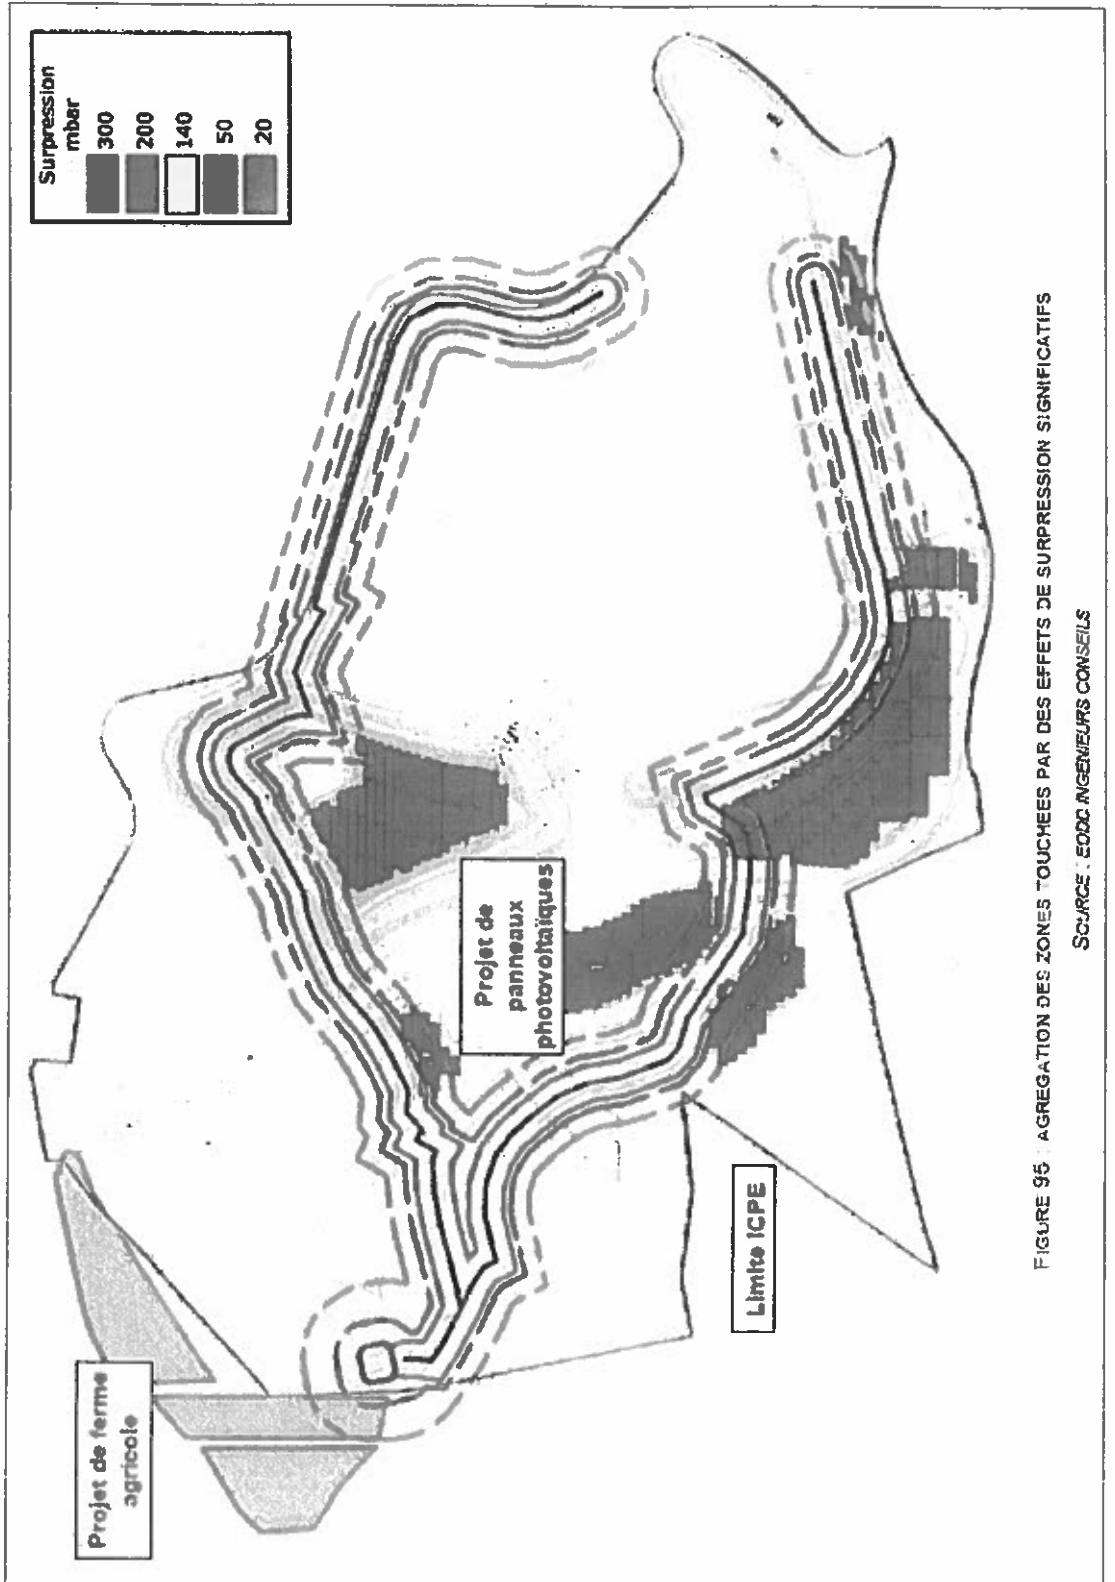 Surpression
mbar
300
200
140
50
20
Projet de
panneaux
photovoltaïques
Projet de ferme
agricole
Limite ICPE
FIGURE 95 : AGREGATION DES ZONES TOUCHEES PAR DES EFFETS DE SURPRESSION SIGNIFICATIFS
SOURCE : EODD INGENIEURS CONSEILS